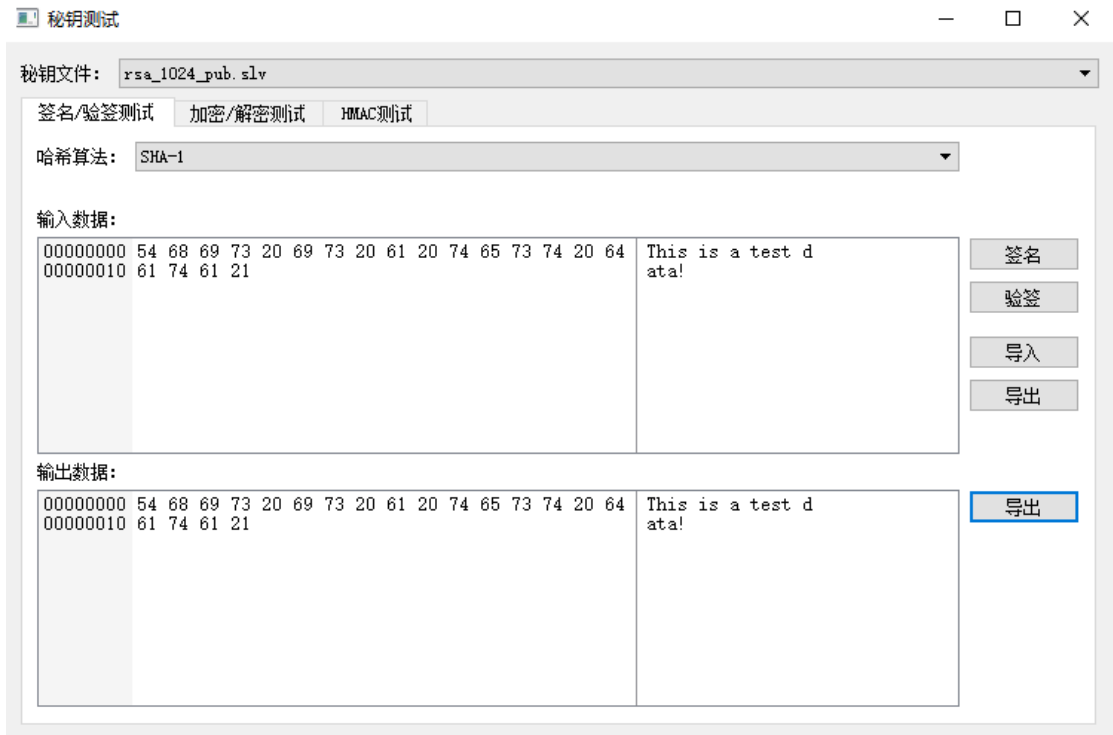 秘钥测试
秘钥文件: rsa_1024_pub.slv
签名/验签测试 加密/解密测试 HMAC测试
哈希算法: SHA-1
输入数据:
00000000 54 68 69 73 20 69 73 20 61 20 74 65 73 74 20 64 This is a test d
00000010 61 74 61 21 ata!
签名
验签
导入
导出
输出数据:
00000000 54 68 69 73 20 69 73 20 61 20 74 65 73 74 20 64 This is a test d
00000010 61 74 61 21 ata!
导出